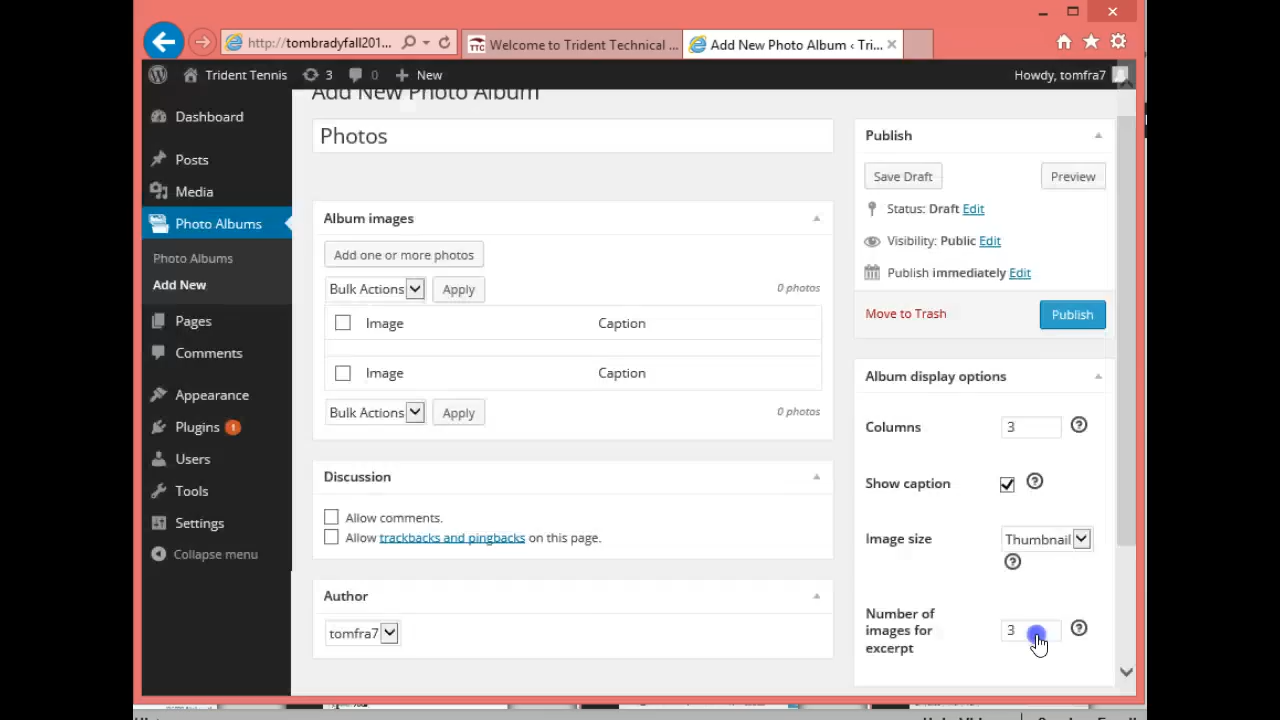 http://tombradyfall201...
Welcome to Trident Technical ...
Add New Photo Album ‹ Tri...
Trident Tennis
3
0
New
Howdy, tomfra7
Add New Photo Album
Dashboard
Posts
Media
Photo Albums
Photo Albums
Add New
Pages
Comments
Appearance
Plugins !
Users
Tools
Settings
Collapse menu
Photos
Album images
Add one or more photos
Bulk Actions
Apply
0 photos
Image
Caption
Image
Caption
Bulk Actions
Apply
0 photos
Discussion
Allow comments.
Allow trackbacks and pingbacks on this page.
Author
tomfra7
Publish
Save Draft
Preview
Status: Draft Edit
Visibility: Public Edit
Publish immediately Edit
Move to Trash
Publish
Album display options
Columns
3
Show caption
Image size
Thumbnail
Number of
images for
excerpt
3